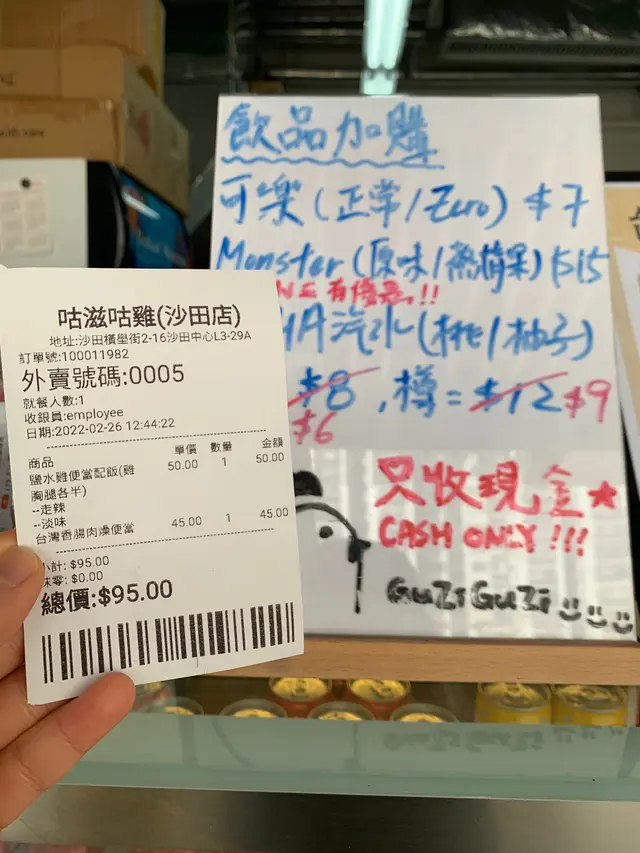 飲品加購
可樂(正常/Zero) $7
Monster(原味/熱情果) $15
有優惠!!
汽水(桃/柚子)
$8,樽=$12 $9
$6
只收現金★
CASH ONLY!!!
GuZiGuZi
咕滋咕雞(沙田店)
地址:沙田橫壆街2-16沙田中心L3-29A
訂單號:100011982
外賣號碼:0005
就餐人數:1
收銀員:employee
日期:2022-02-26 12:44:22
商品 單價 數量 金額
鹽水雞便當配飯(雞 50.00 1 50.00
胸腿各半)
--走辣
--淡味
台灣香腸肉燥便當 45.00 1 45.00
小計: $95.00
抹零: $0.00
總價:$95.00